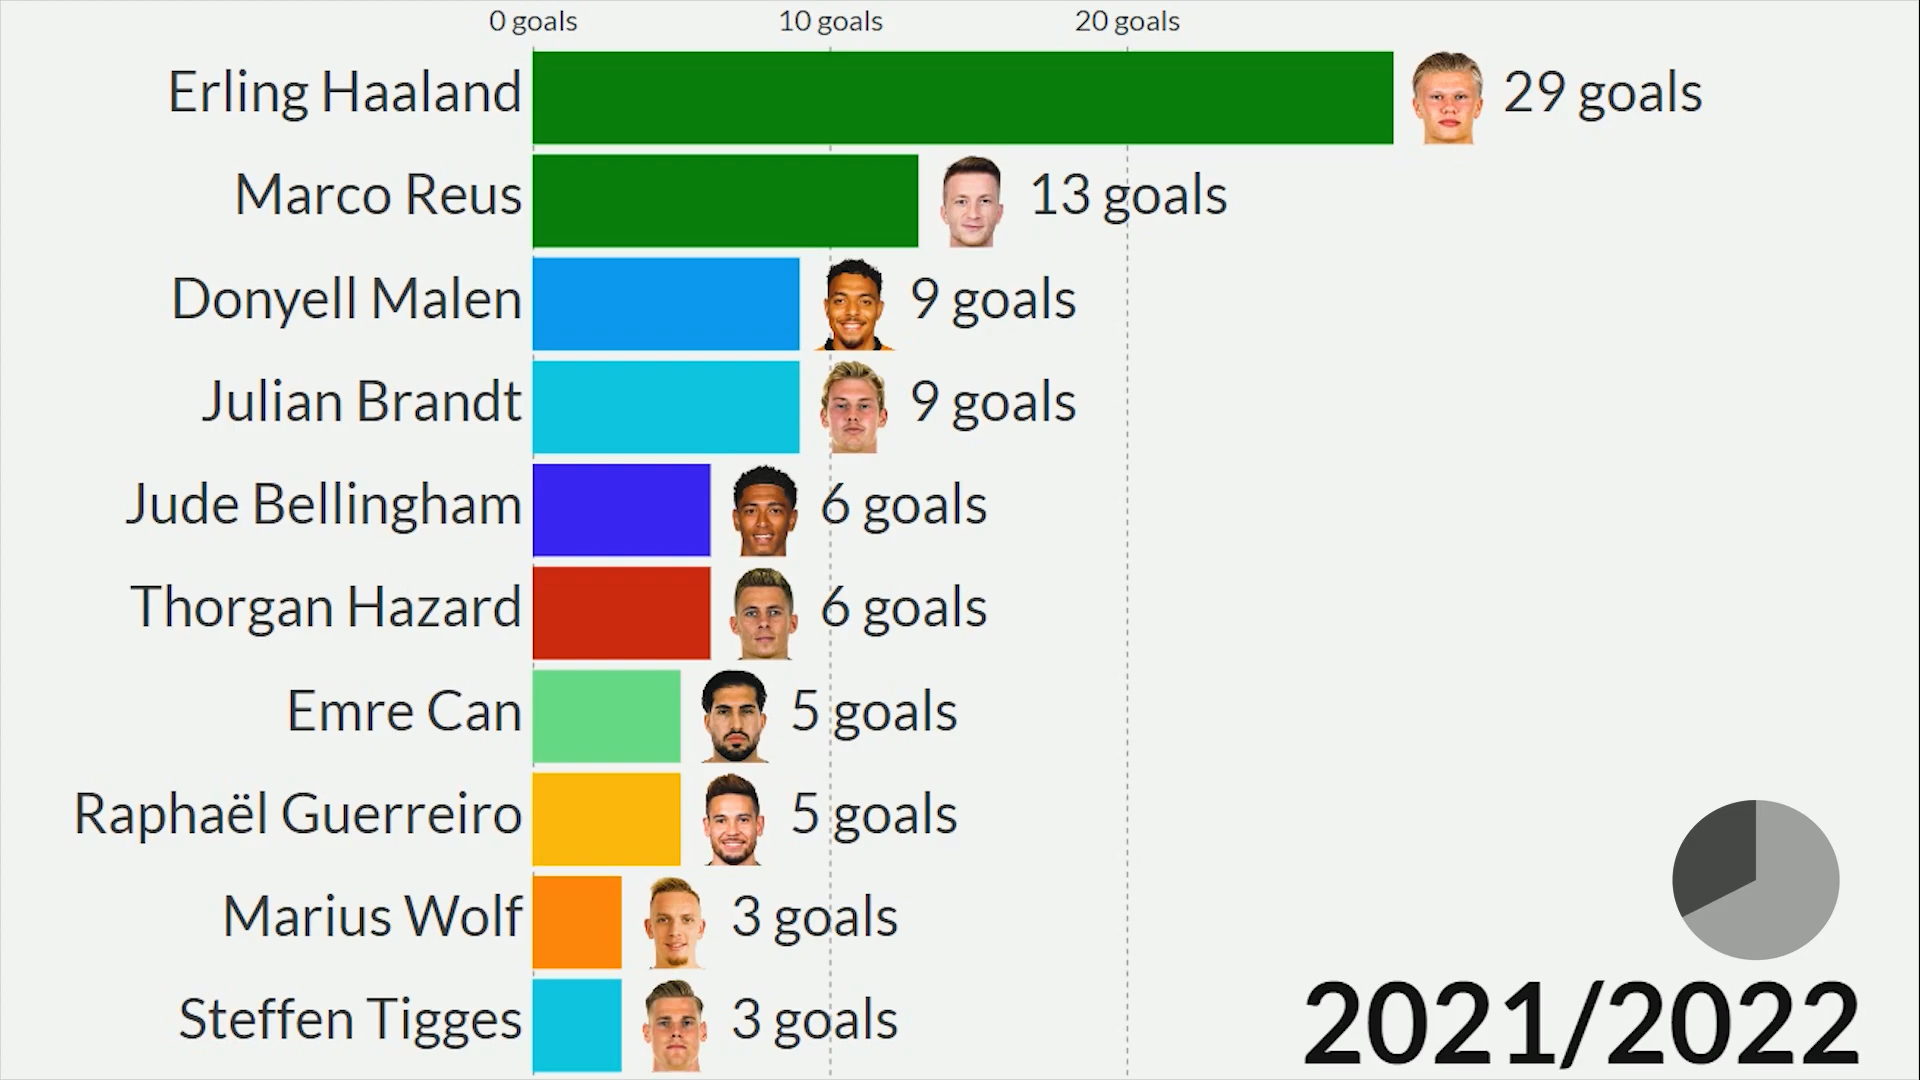 0 goals 10 goals 20 goals
Erling Haaland 29 goals
Marco Reus 13 goals
Donyell Malen 9 goals
Julian Brandt 9 goals
Jude Bellingham 6 goals
Thorgan Hazard 6 goals
Emre Can 5 goals
Raphaël Guerreiro 5 goals
Marius Wolf 3 goals
Steffen Tigges 3 goals
2021/2022